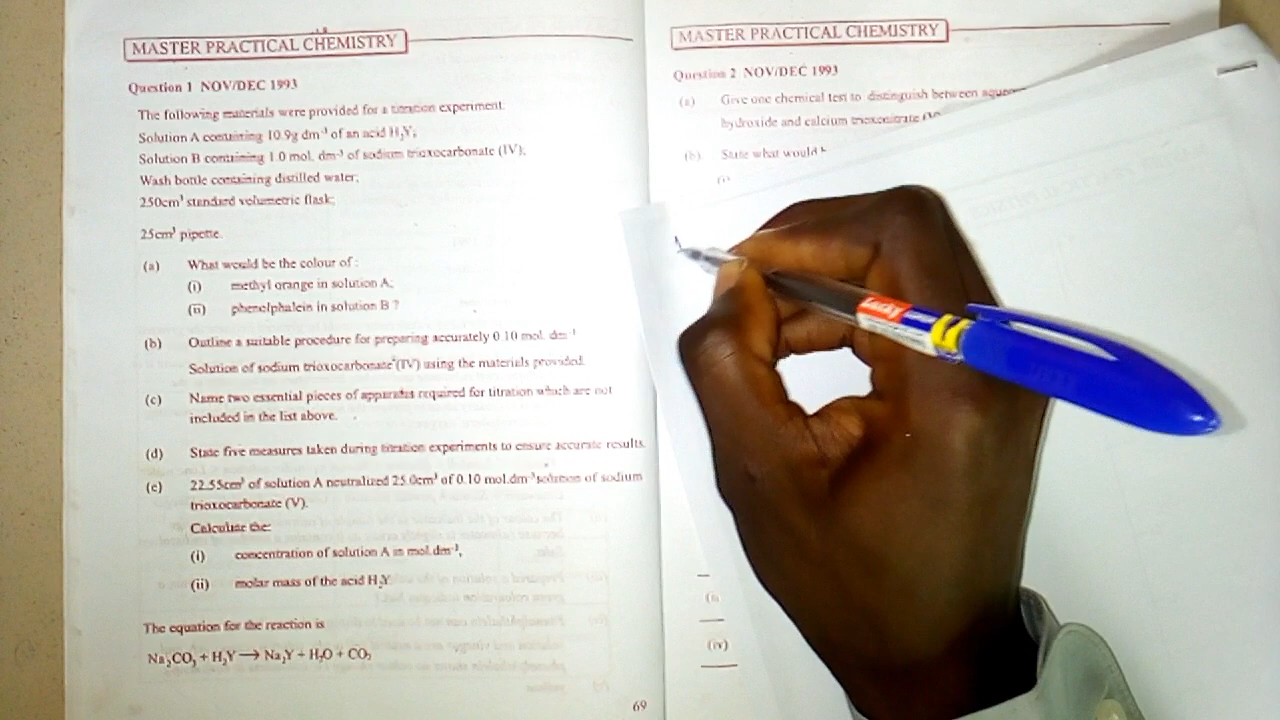 MASTER PRACTICAL CHEMISTRY
Question 1 NOV/DEC 1993
The following materials were provided for a titration experiment:
Solution A containing 10.9g dm⁻³ of an acid H₂Y;
Solution B containing 1.0 mol. dm⁻³ of sodium trioxocarbonate (IV);
Wash bottle containing distilled water;
250cm³ standard volumetric flask;
25cm³ pipette.
(a) What would be the colour of :
(i) methyl orange in solution A;
(ii) phenolphalein in solution B ?
(b) Outline a suitable procedure for preparing accurately 0.10 mol. dm⁻³
Solution of sodium trioxocarbonate (IV) using the materials provided.
(c) Name two essential pieces of apparatus required for titration which are not
included in the list above.
(d) State five measures taken during titration experiments to ensure accurate results.
(e) 22.55cm³ of solution A neutralized 25.0cm³ of 0.10 mol.dm⁻³ solution of sodium
trioxocarbonate (V).
Calculate the:
(i) concentration of solution A in mol.dm⁻³,
(ii) molar mass of the acid H₂Y
The equation for the reaction is
Na₂CO₃ + H₂Y → Na₂Y + H₂O + CO₂
69
MASTER PRACTICAL CHEMISTRY
Question 2 NOV/DEC 1993
(a) Give one chemical test to distinguish between
hydroxide and calcium
(b) State what would
(iv)